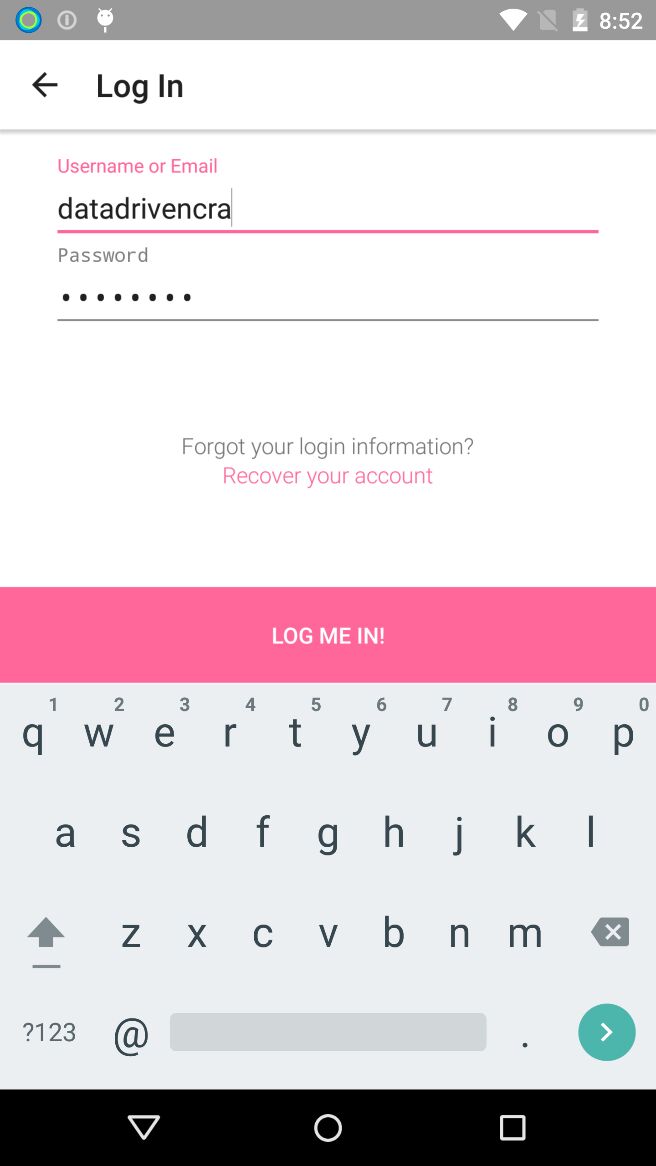 8:52
Log In
Username or Email
datadrivencra
Password
••••••••
Forgot your login information?
Recover your account
LOG ME IN!
1 2 3 4 5 6 7 8 9 0
q w e r t y u i o p
a s d f g h j k l
z x c v b n m
?123 @ .